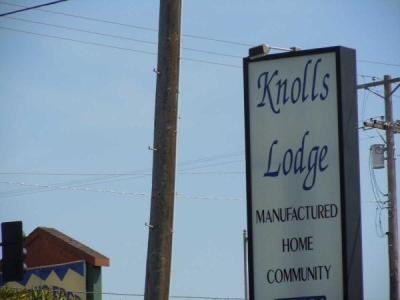 Knolls
Lodge
MANUFACTURED
HOME
COMMUNITY